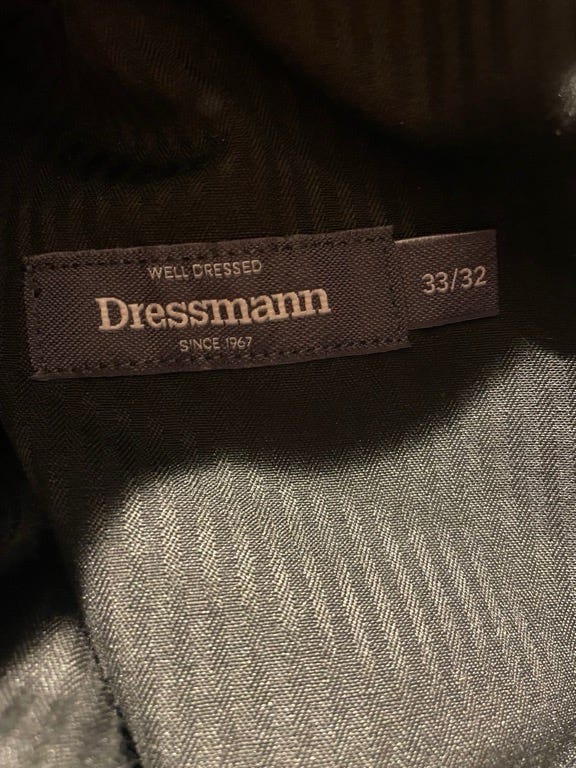 WELL DRESSED
Dressmann
SINCE 1967
33/32